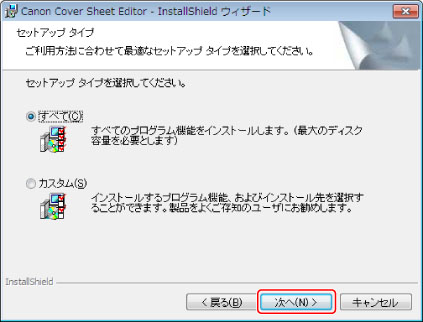 Canon Cover Sheet Editor - InstallShield ウィザード
セットアップ タイプ
ご利用方法に合わせて最適なセットアップ タイプを選択してください。
セットアップ タイプを選択してください。
すべて(C)
すべてのプログラム機能をインストールします。(最大のディスク
容量を必要とします)
カスタム(S)
インストールするプログラム機能、およびインストール先を選択す
ることができます。製品をよくご存知のユーザにお勧めします。
InstallShield
< 戻る(B)
次へ(N) >
キャンセル